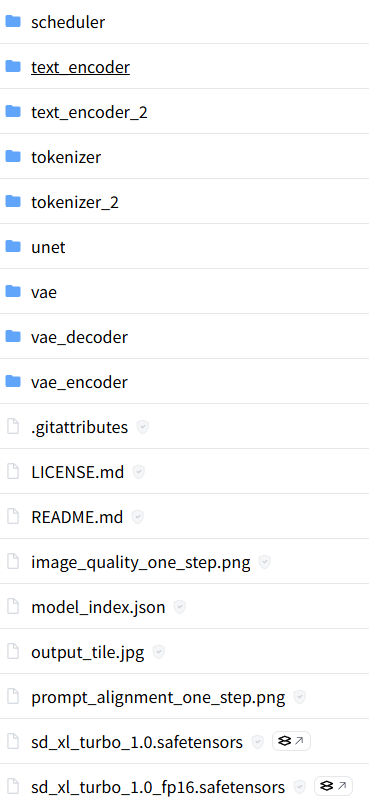 scheduler
text_encoder
text_encoder_2
tokenizer
tokenizer_2
unet
vae
vae_decoder
vae_encoder
.gitattributes
LICENSE.md
README.md
image_quality_one_step.png
model_index.json
output_tile.jpg
prompt_alignment_one_step.png
sd_xl_turbo_1.0.safetensors
sd_xl_turbo_1.0_fp16.safetensors